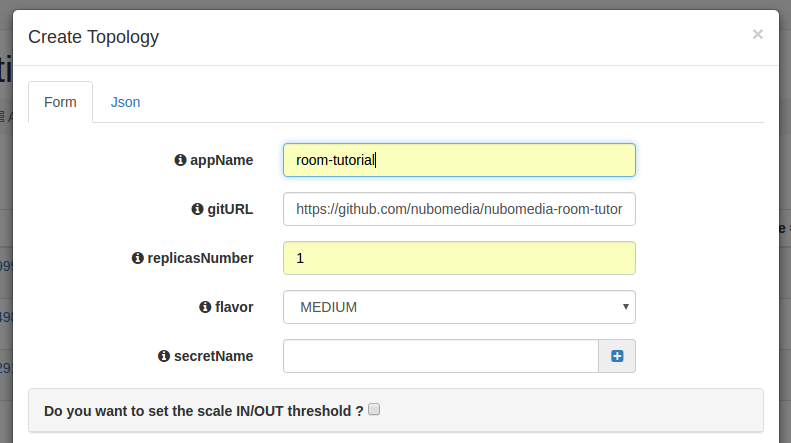 Create Topology ×
Form Json
appName room-tutorial
gitURL https://github.com/nubomedia/nubomedia-room-tutor
replicasNumber 1
flavor MEDIUM
secretName
Do you want to set the scale IN/OUT threshold ?